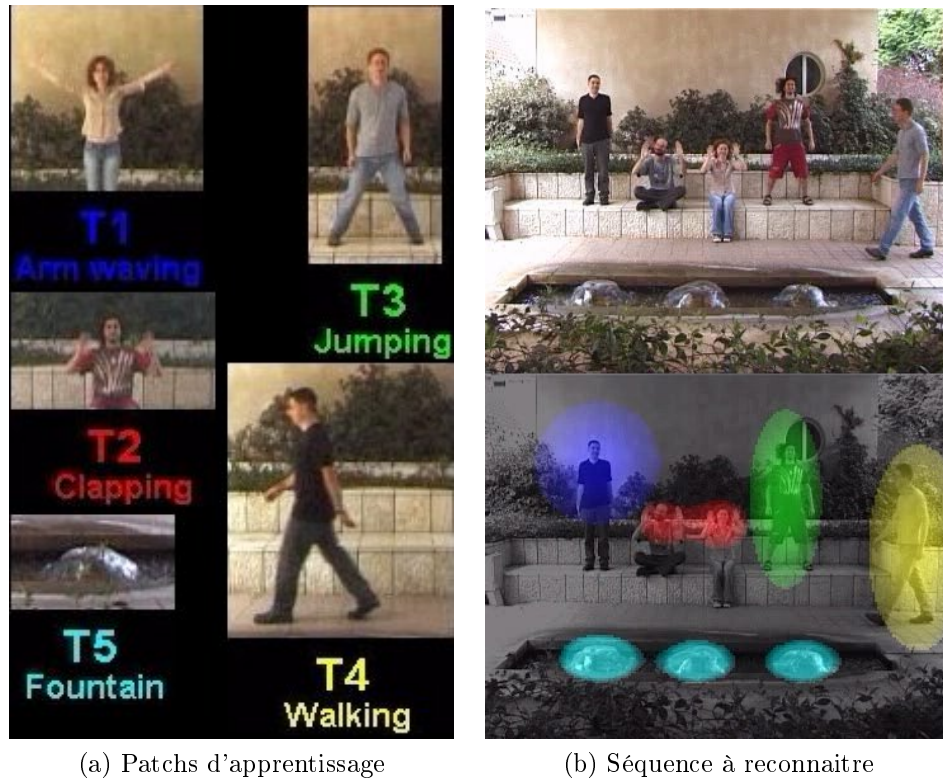 T1
Arm waving
T3
Jumping
T2
Clapping
T5
Fountain
T4
Walking
(a) Patchs d'apprentissage
(b) Séquence à reconnaitre